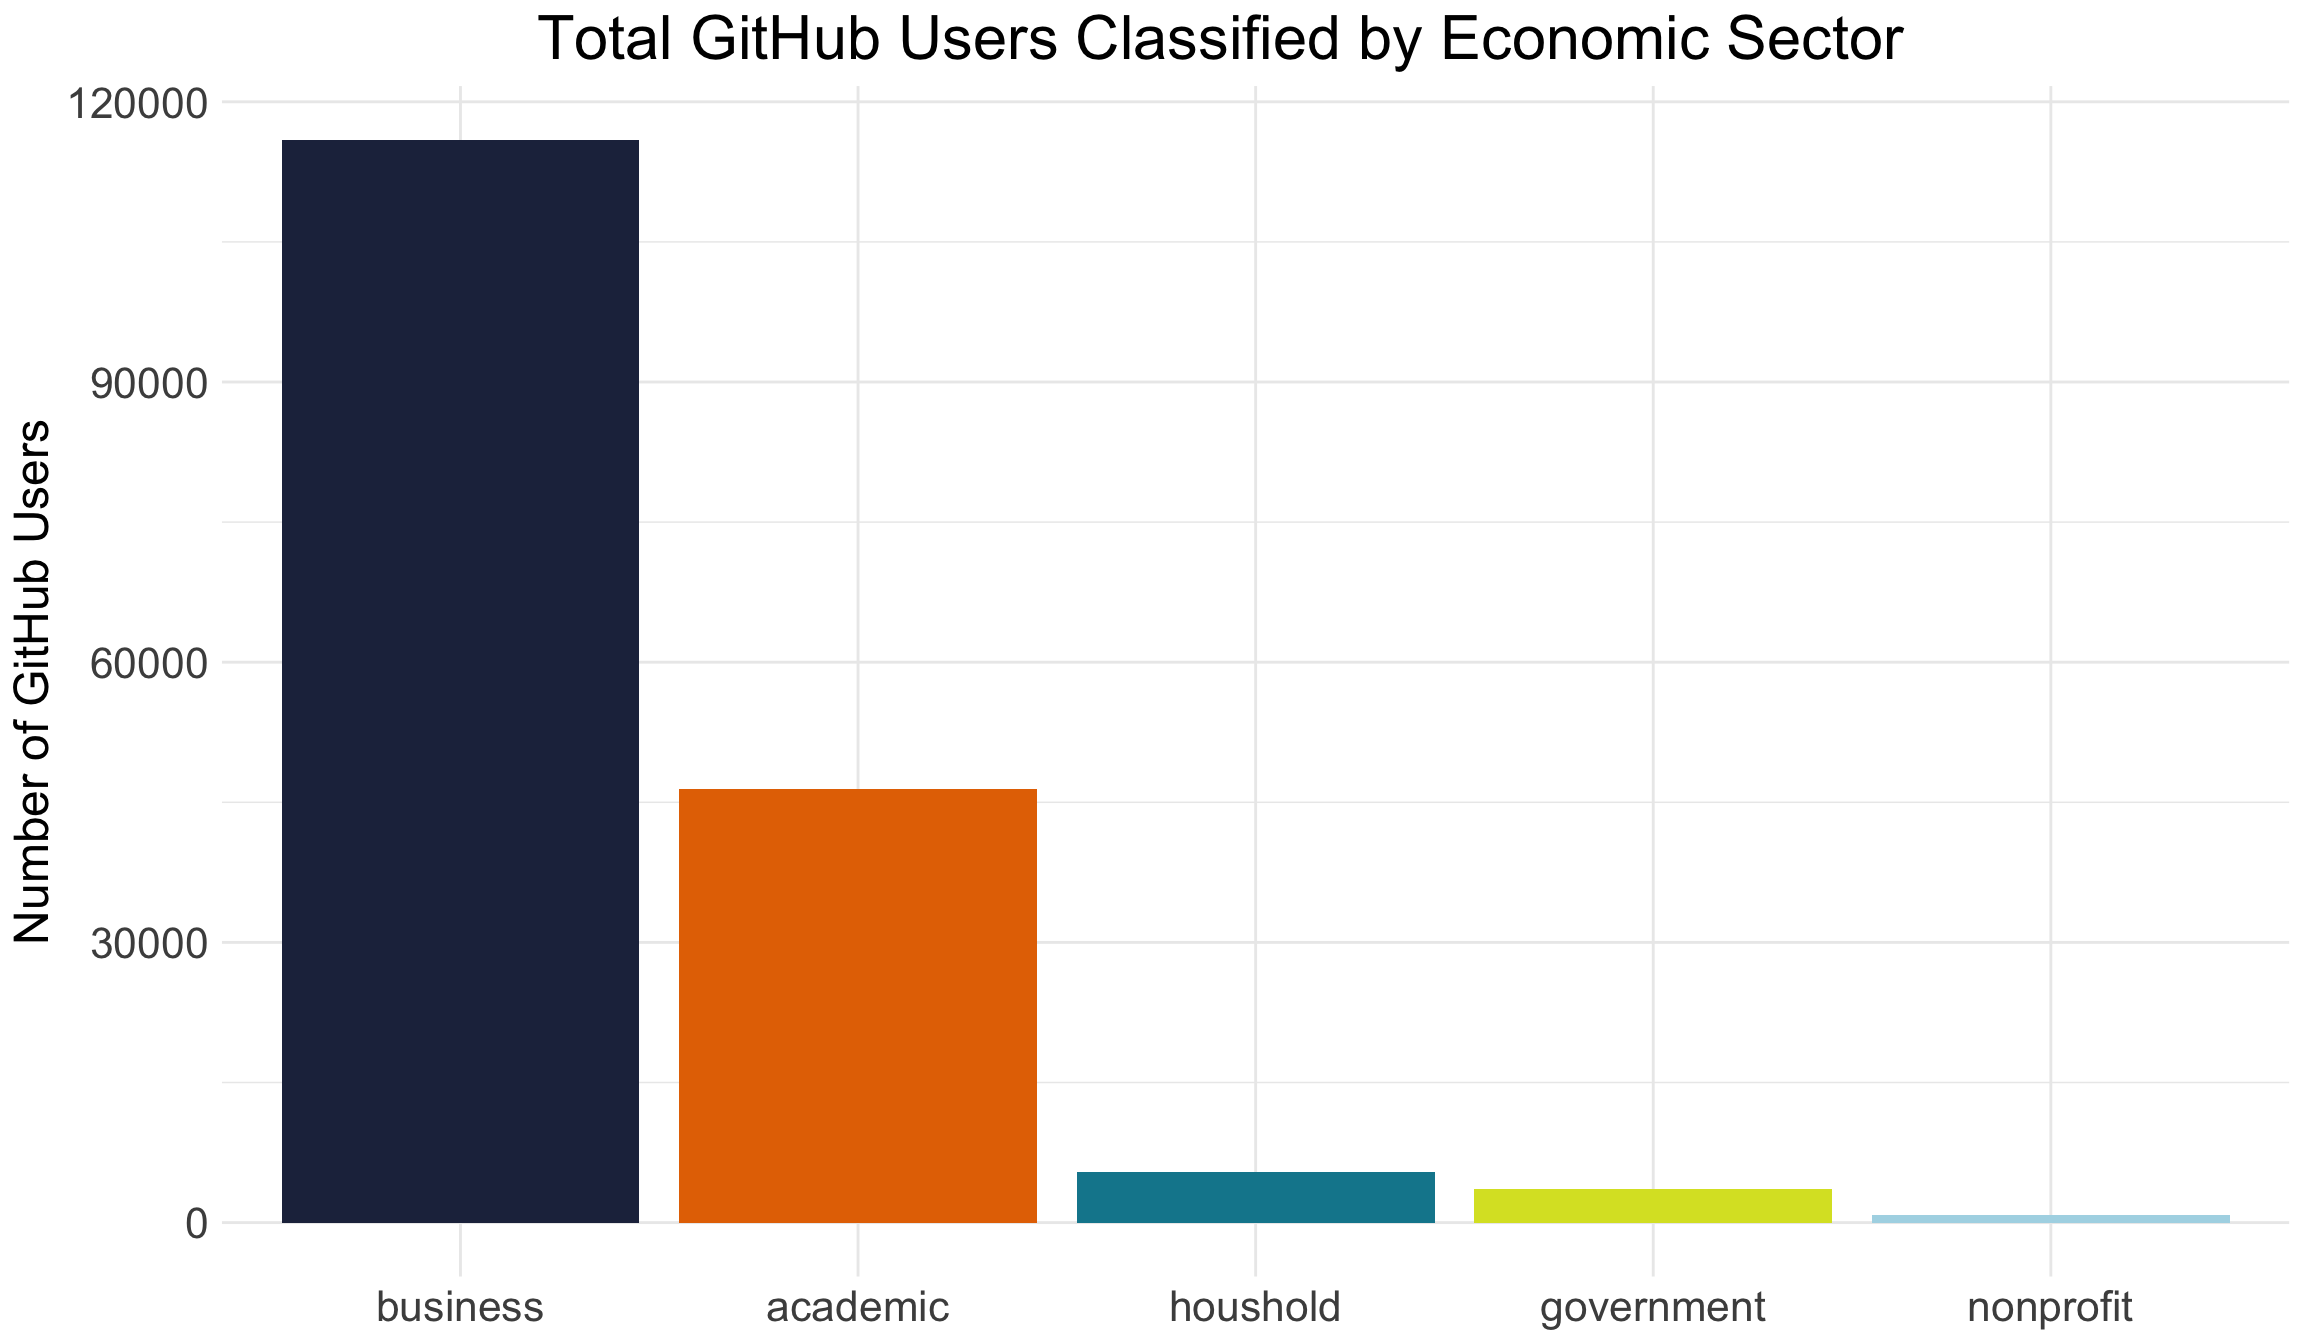 Total GitHub Users Classified by Economic Sector
Number of GitHub Users
120000
90000
60000
30000
0
business academic houshold government nonprofit